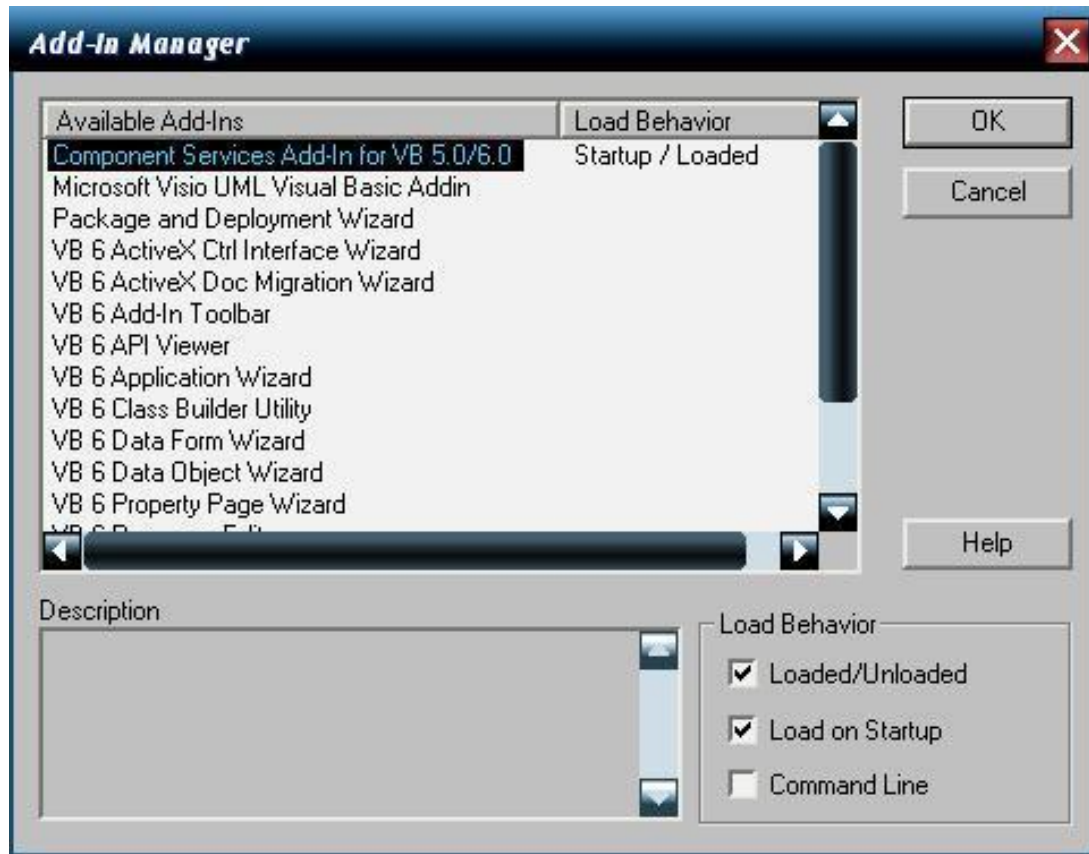 Add-In Manager
Available Add-Ins Load Behavior
Component Services Add-In for VB 5.0/6.0 Startup / Loaded
Microsoft Visio UML Visual Basic Addin
Package and Deployment Wizard
VB 6 ActiveX Ctrl Interface Wizard
VB 6 ActiveX Doc Migration Wizard
VB 6 Add-In Toolbar
VB 6 API Viewer
VB 6 Application Wizard
VB 6 Class Builder Utility
VB 6 Data Form Wizard
VB 6 Data Object Wizard
VB 6 Property Page Wizard
OK
Cancel
Help
Description
Load Behavior
Loaded/Unloaded
Load on Startup
Command Line